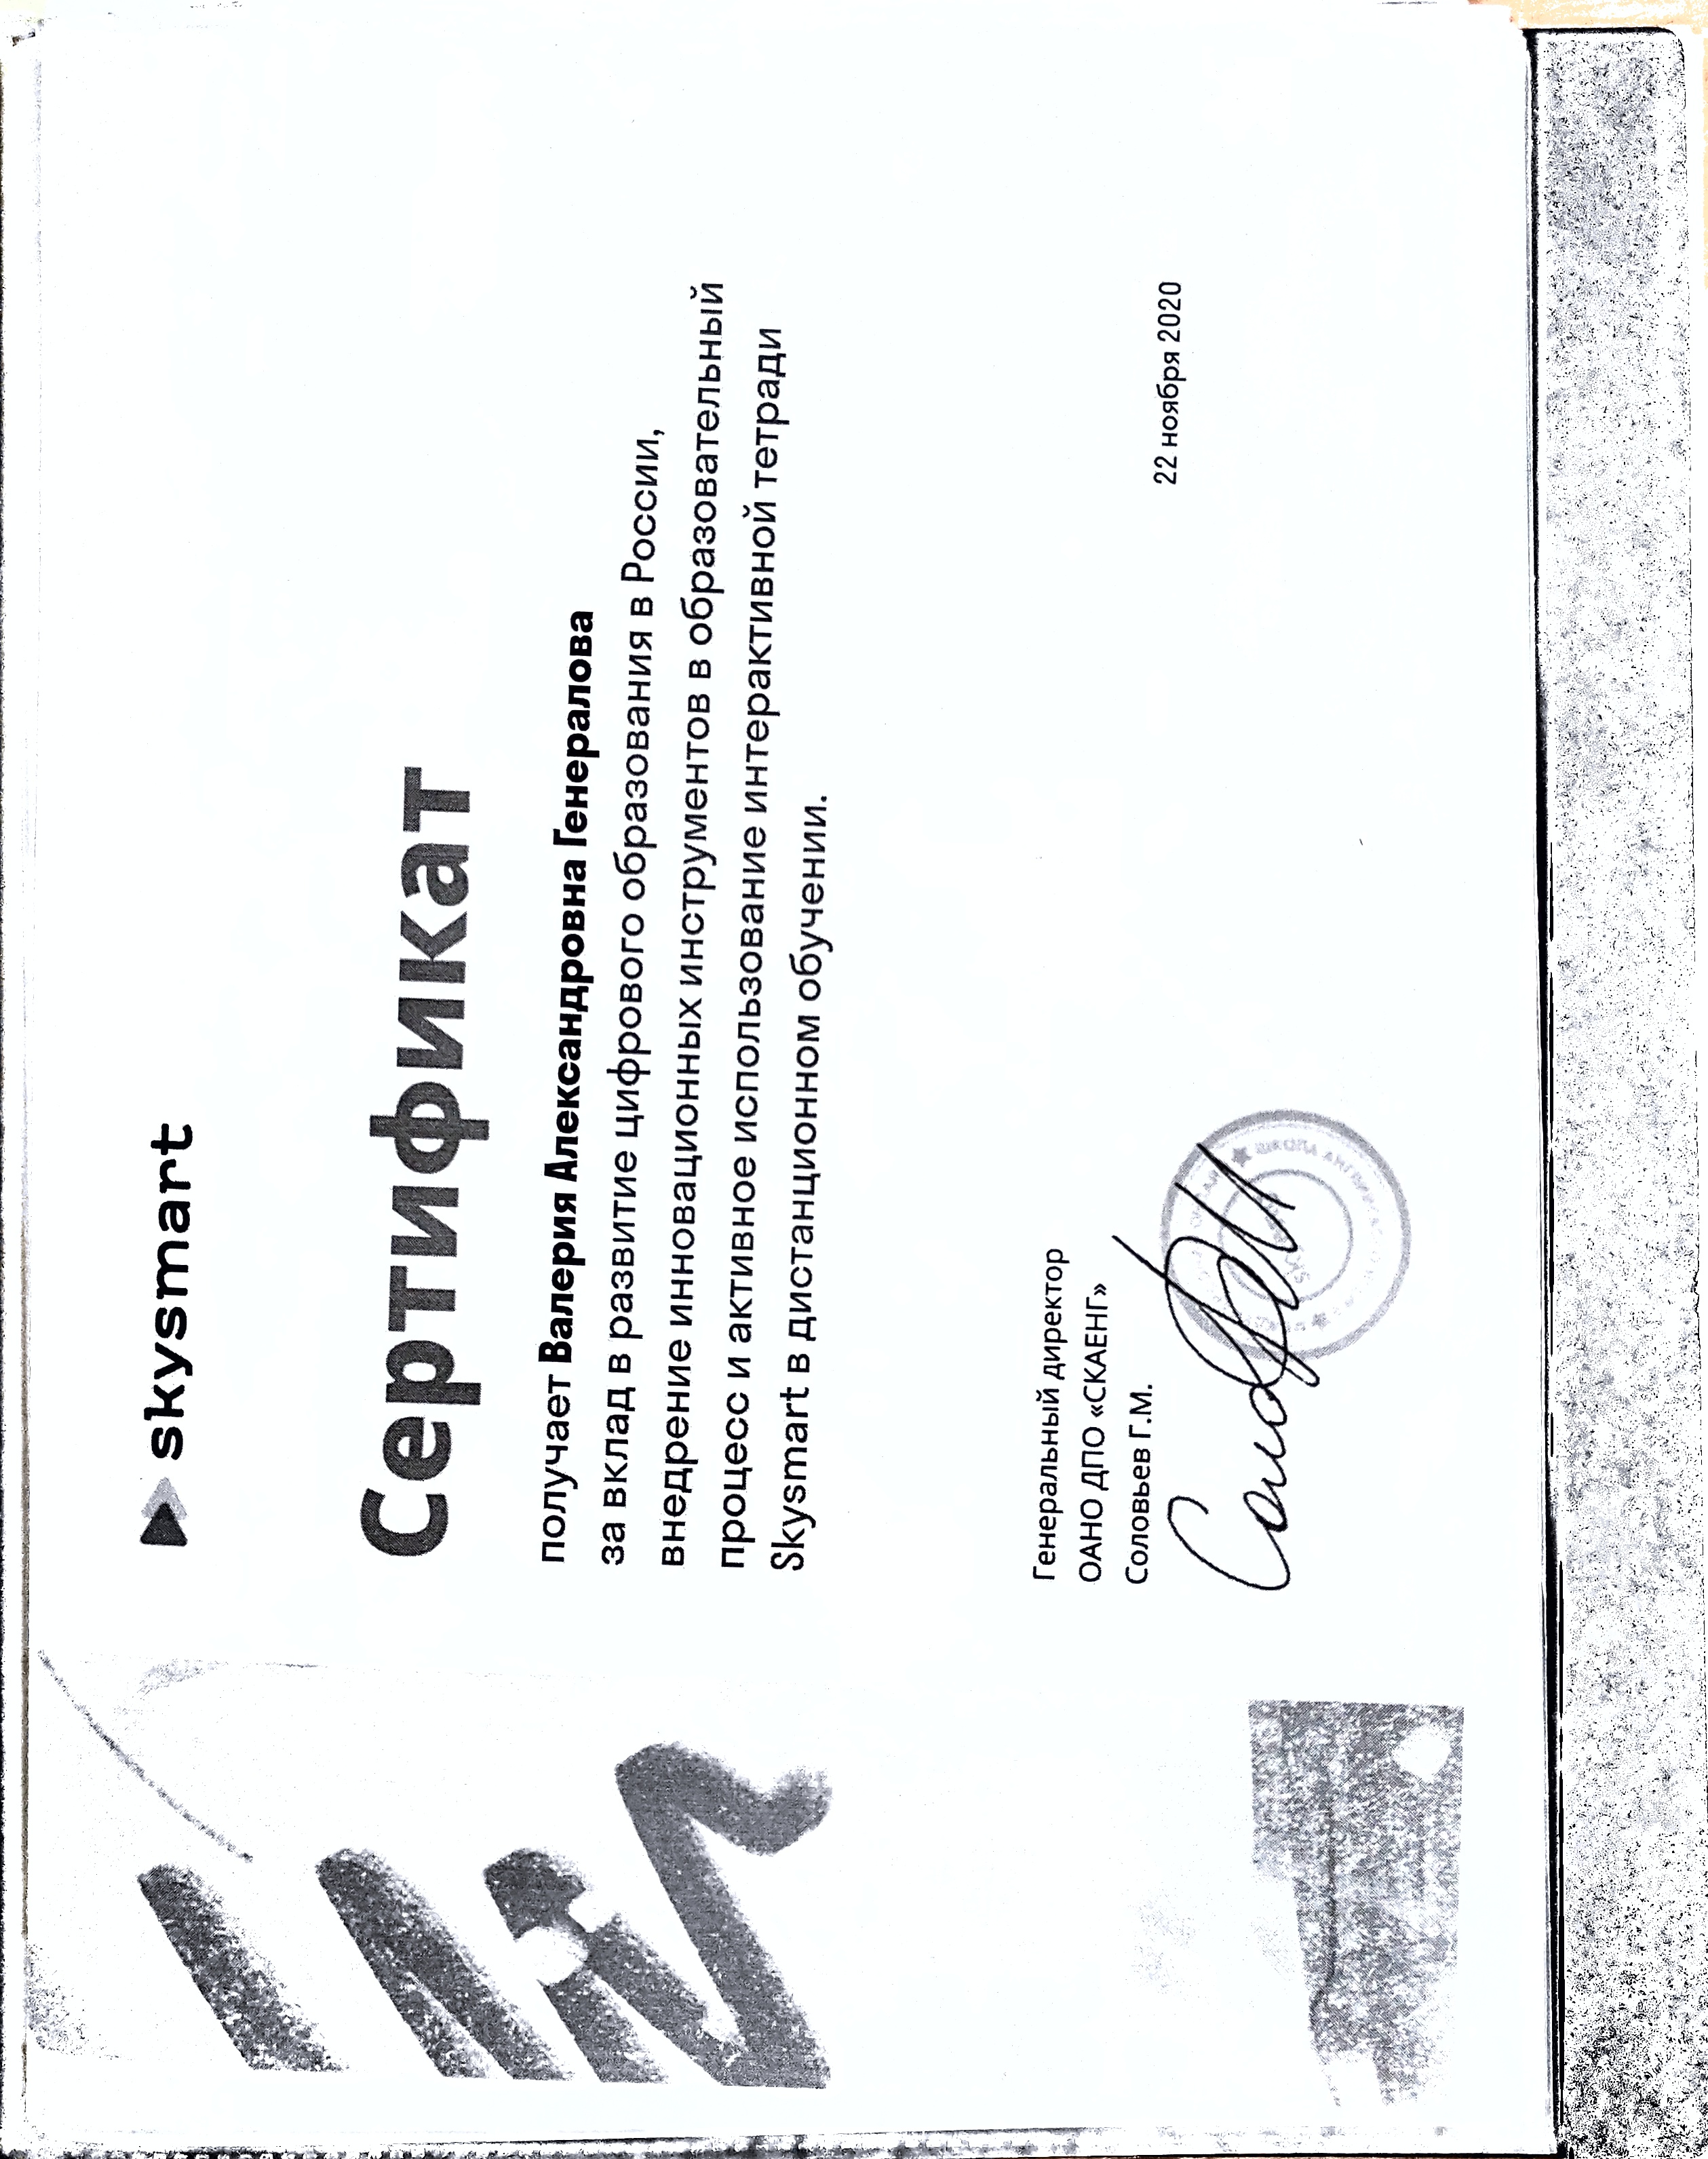 skysmart
Сертификат
получает Валерия Александровна Генералова
за вклад в развитие цифрового образования в России,
внедрение инновационных инструментов в образовательный
процесс и активное использование интерактивной тетради
Skysmart в дистанционном обучении.
Генеральный директор
ОАНО ДПО «СКАЕНГ»
Соловьев Г.М.
22 ноября 2020